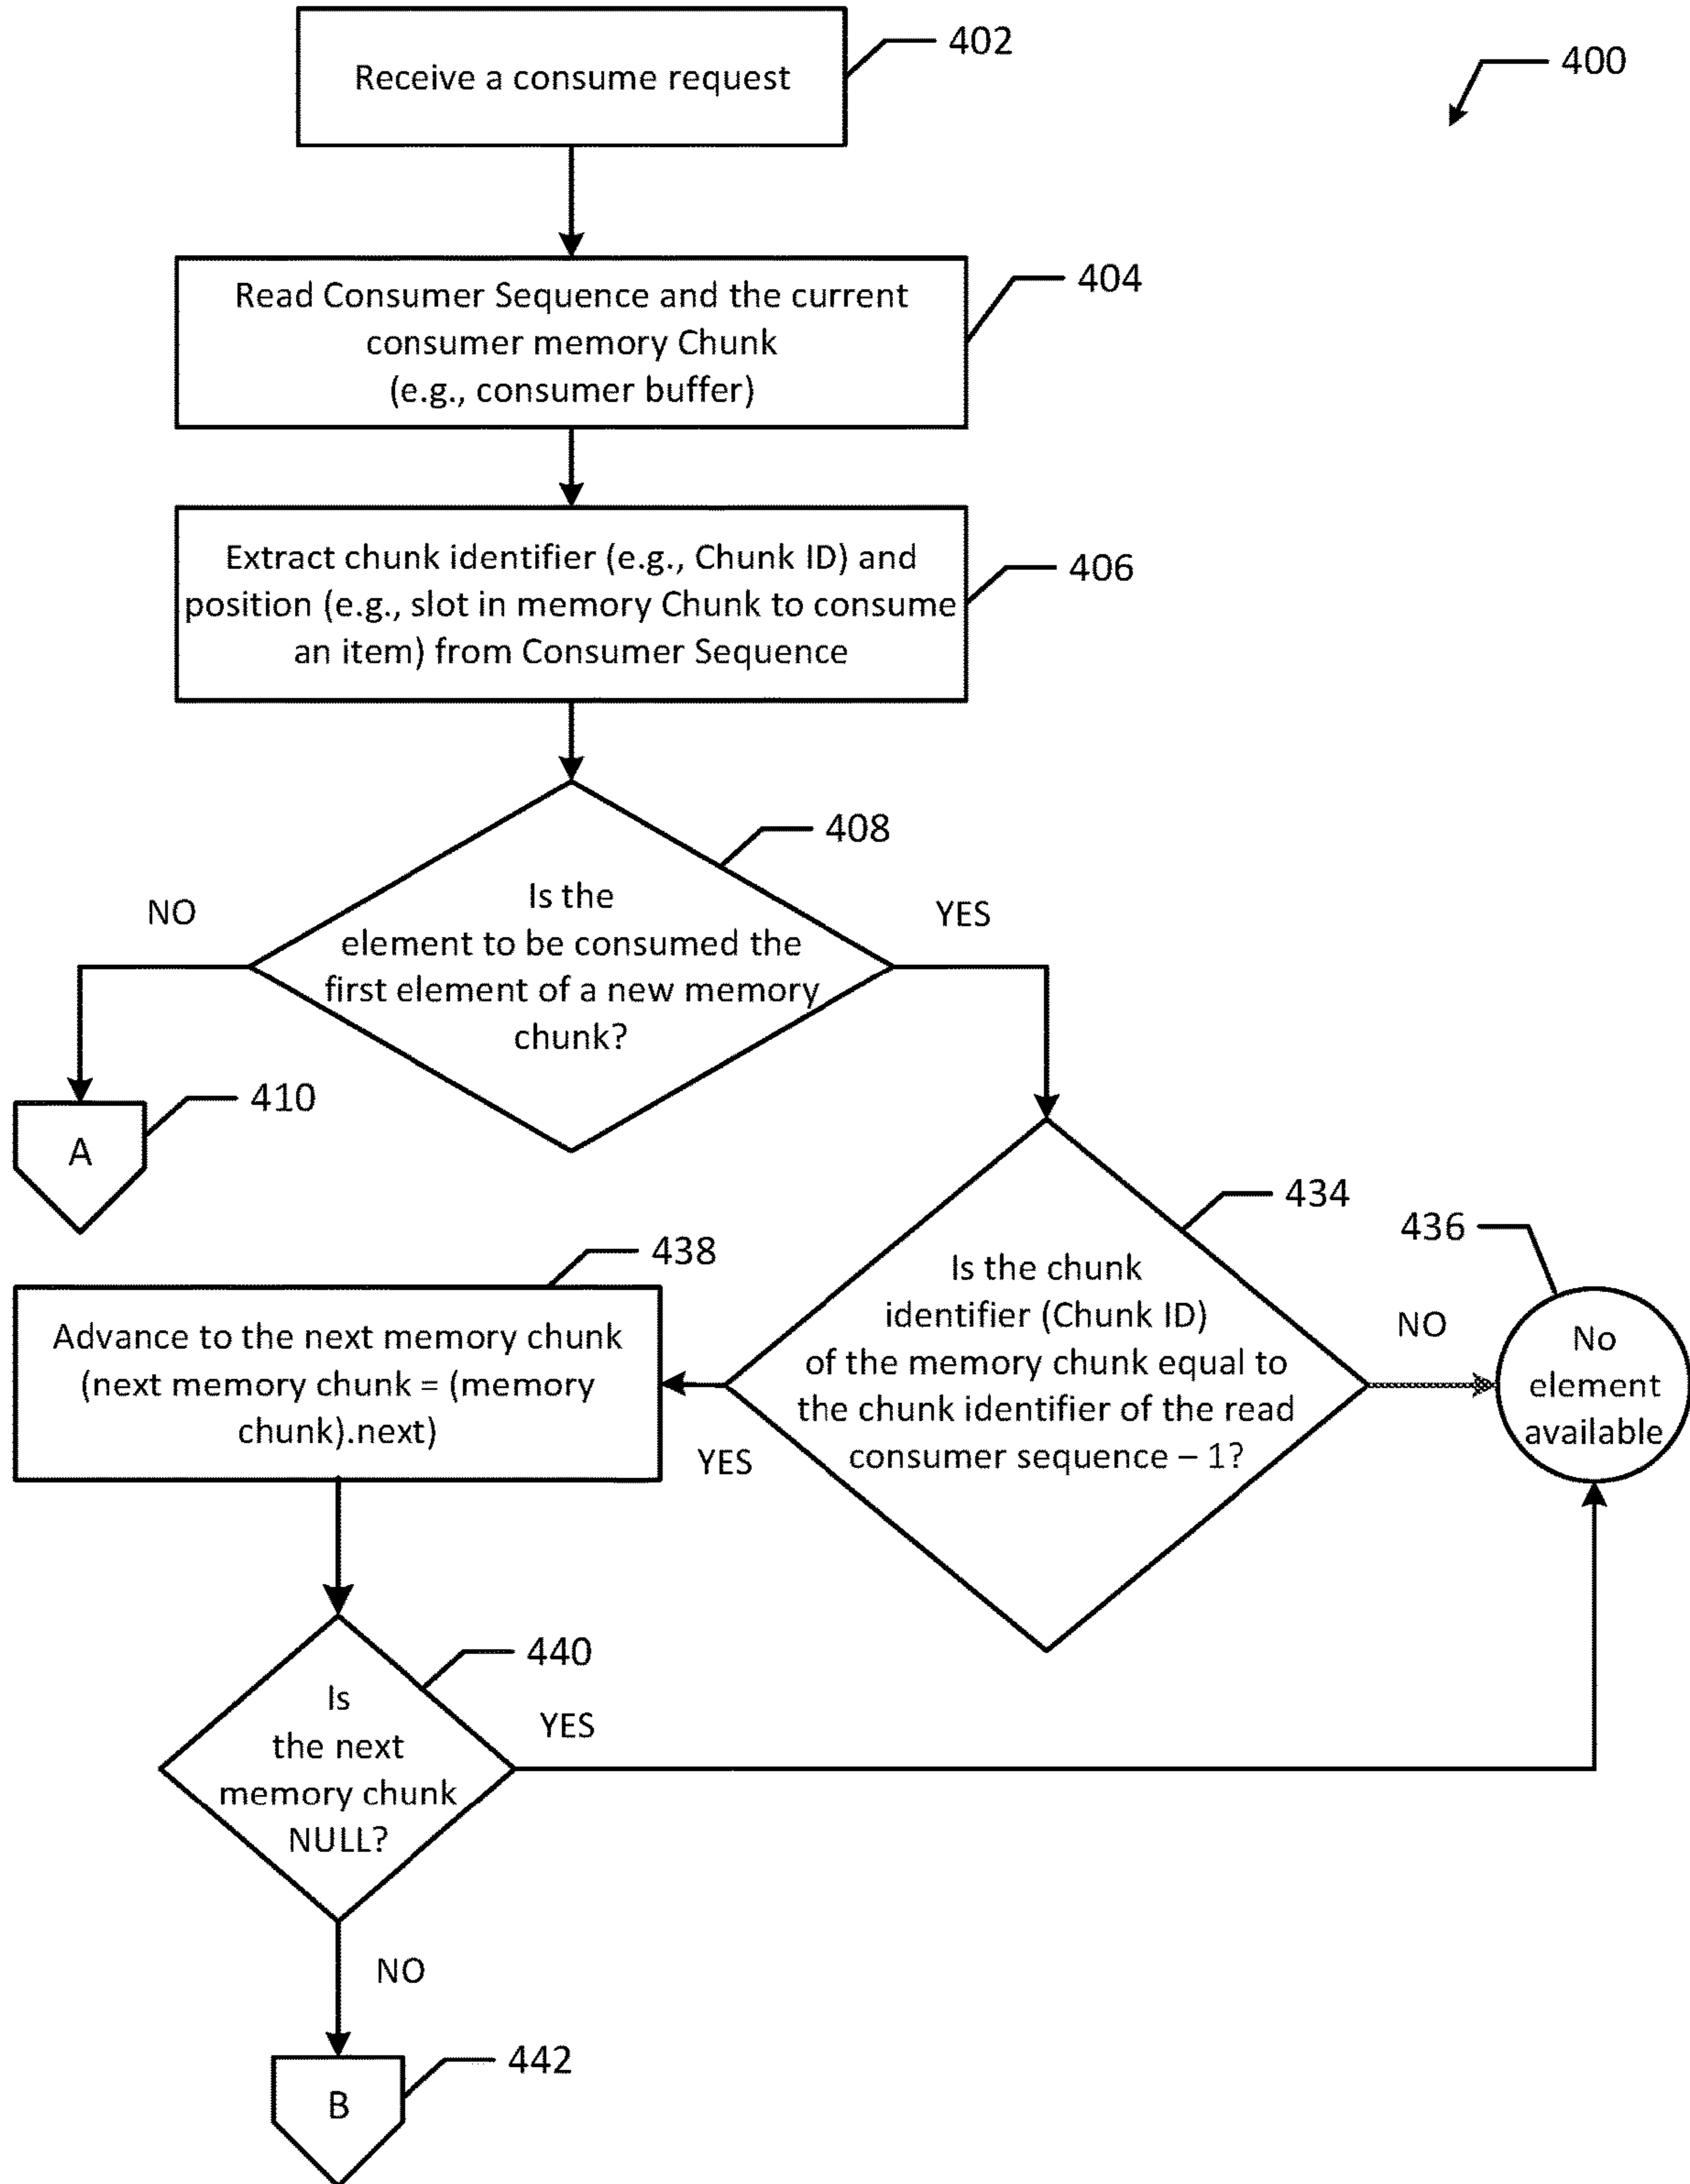 402
Receive a consume request
400
404
Read Consumer Sequence and the current
consumer memory Chunk
(e.g., consumer buffer)
406
Extract chunk identifier (e.g., Chunk ID) and
position (e.g., slot in memory Chunk to consume
an item) from Consumer Sequence
408
Is the
element to be consumed the
first element of a new memory
chunk?
NO
YES
410
A
434
Is the chunk
identifier (Chunk ID)
of the memory chunk equal to
the chunk identifier of the read
consumer sequence – 1?
NO
YES
436
No
element
available
438
Advance to the next memory chunk
(next memory chunk = (memory
chunk).next)
440
Is
the next
memory chunk
NULL?
YES
NO
442
B